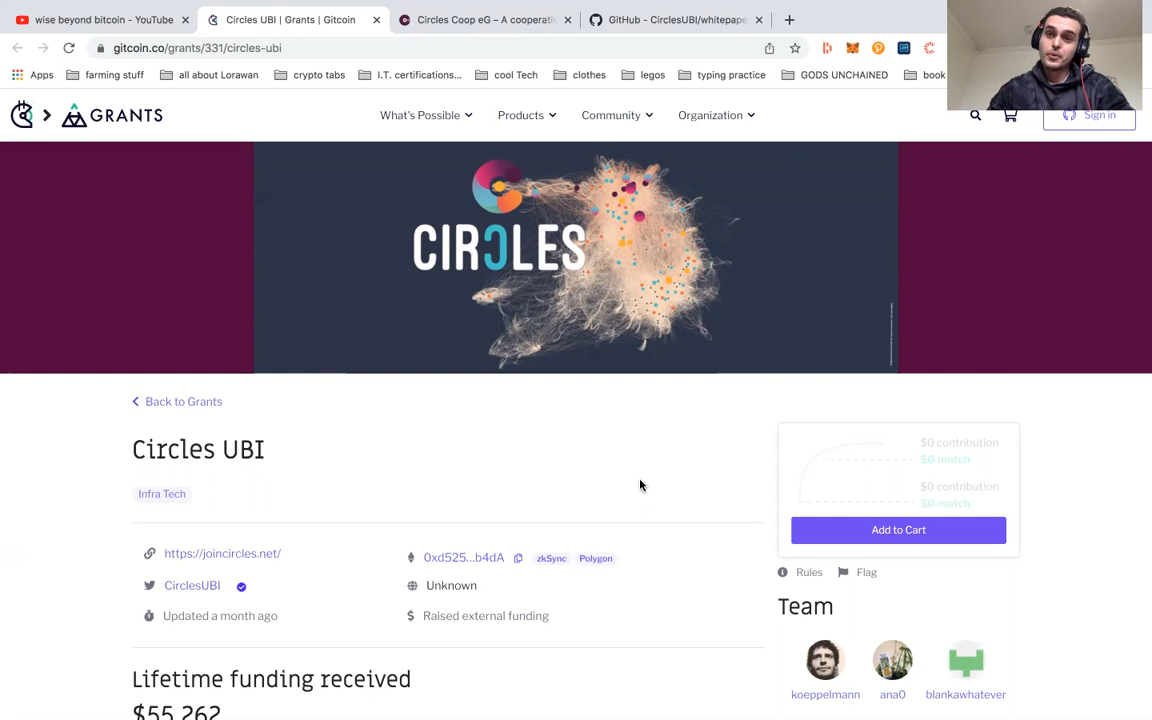 wise beyond bitcoin - YouTube
Circles UBI | Grants | Gitcoin
Circles Coop eG – A cooperati
GitHub - CirclesUBI/whitepape
gitcoin.co/grants/331/circles-ubi
Apps
farming stuff
all about Lorawan
crypto tabs
I.T. certifications...
cool Tech
clothes
legos
typing practice
GODS UNCHAINED
book
GRANTS
What's Possible
Products
Community
Organization
Sign in
CIRCLES
Back to Grants
Circles UBI
Infra Tech
https://joincircles.net/
0xd525...b4dA
zkSync
Polygon
CirclesUBI
Unknown
Updated a month ago
Raised external funding
Lifetime funding received
$55,262
$0 contribution
$0 match
$0 contribution
$0 match
Add to Cart
Rules
Flag
Team
koeppelmann
ana0
blankawhatever